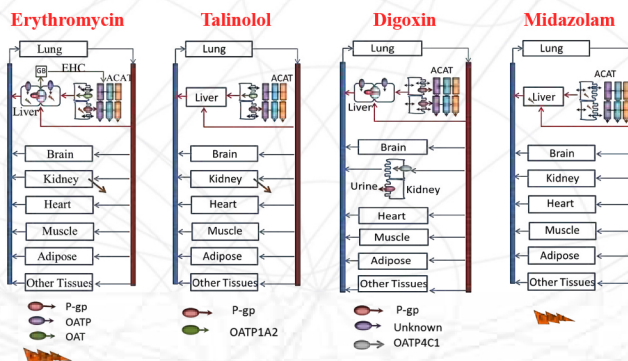 Erythromycin
Lung
GB
EHC
ACAT
Liver
Brain
Kidney
Heart
Muscle
Adipose
Other Tissues
P-gp
OATP
OAT
Talinolol
Lung
ACAT
Liver
Brain
Kidney
Heart
Muscle
Adipose
Other Tissues
P-gp
OATP1A2
Digoxin
Lung
ACAT
Liver
Brain
Urine
Kidney
Heart
Muscle
Adipose
Other Tissues
P-gp
Unknown
OATP4C1
Midazolam
Lung
ACAT
Liver
Brain
Kidney
Heart
Muscle
Adipose
Other Tissues